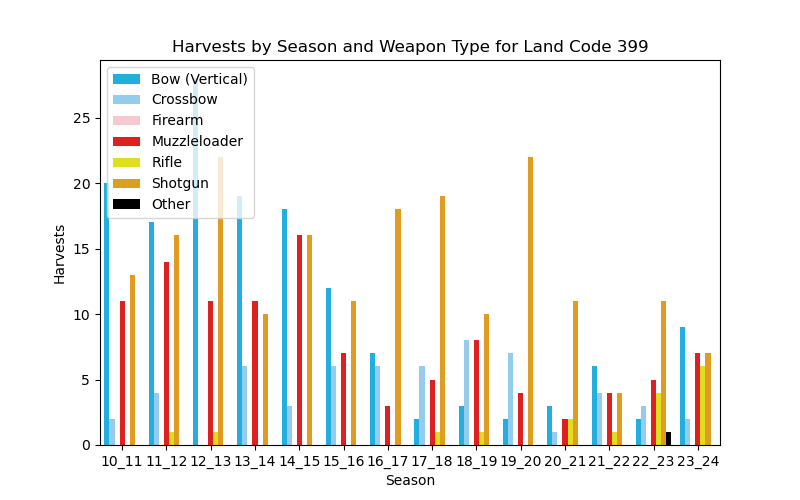 Harvests by Season and Weapon Type for Land Code 399
Bow (Vertical)
Crossbow
Firearm
Muzzleloader
Rifle
Shotgun
Other
25
20
15
10
5
0
Harvests
10_11 11_12 12_13 13_14 14_15 15_16 16_17 17_18 18_19 19_20 20_21 21_22 22_23 23_24
Season